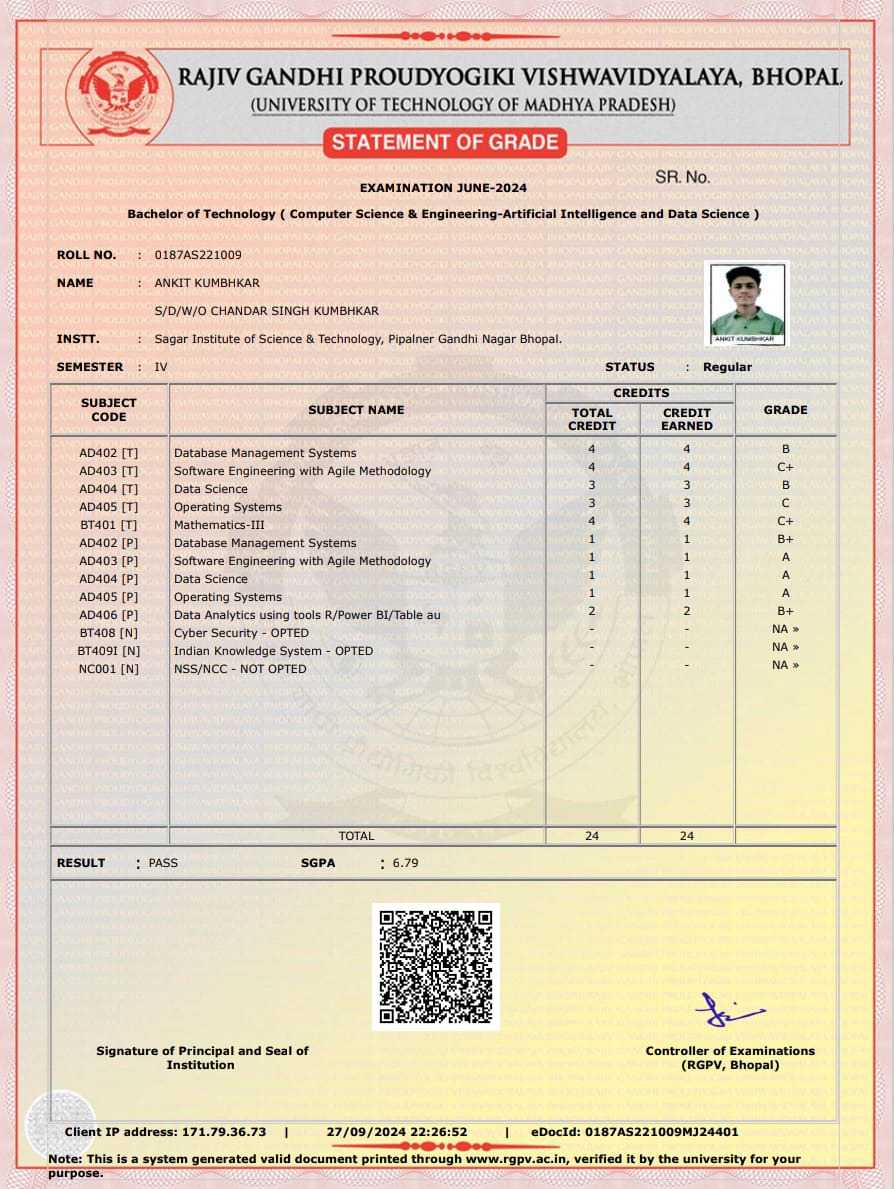 RAJIV GANDHI PROUDYOGIKI VISHWAVIDYALAYA, BHOPAL
(UNIVERSITY OF TECHNOLOGY OF MADHYA PRADESH)
STATEMENT OF GRADE
SR. No.
EXAMINATION JUNE-2024
Bachelor of Technology ( Computer Science & Engineering-Artificial Intelligence and Data Science )
ROLL NO. : 0187AS221009
NAME : ANKIT KUMBHKAR
S/D/W/O CHANDAR SINGH KUMBHKAR
ANKIT KUMBHKAR
INSTT. : Sagar Institute of Science & Technology, Pipalner Gandhi Nagar Bhopal.
SEMESTER : IV STATUS : Regular
SUBJECT CODE SUBJECT NAME CREDITS GRADE
TOTAL CREDIT CREDIT EARNED
AD402 [T] Database Management Systems 4 4 B
AD403 [T] Software Engineering with Agile Methodology 4 4 C+
AD404 [T] Data Science 3 3 B
AD405 [T] Operating Systems 3 3 C
BT401 [T] Mathematics-III 4 4 C+
AD402 [P] Database Management Systems 1 1 B+
AD403 [P] Software Engineering with Agile Methodology 1 1 A
AD404 [P] Data Science 1 1 A
AD405 [P] Operating Systems 1 1 A
AD406 [P] Data Analytics using tools R/Power BI/Table au 2 2 B+
BT408 [N] Cyber Security - OPTED - - NA »
BT409I [N] Indian Knowledge System - OPTED - - NA »
NC001 [N] NSS/NCC - NOT OPTED - - NA »
TOTAL 24 24
RESULT : PASS SGPA : 6.79
Signature of Principal and Seal of Institution
Controller of Examinations (RGPV, Bhopal)
Client IP address: 171.79.36.73 | 27/09/2024 22:26:52 | eDocId: 0187AS221009MJ24401
Note: This is a system generated valid document printed through www.rgpv.ac.in, verified it by the university for your
purpose.